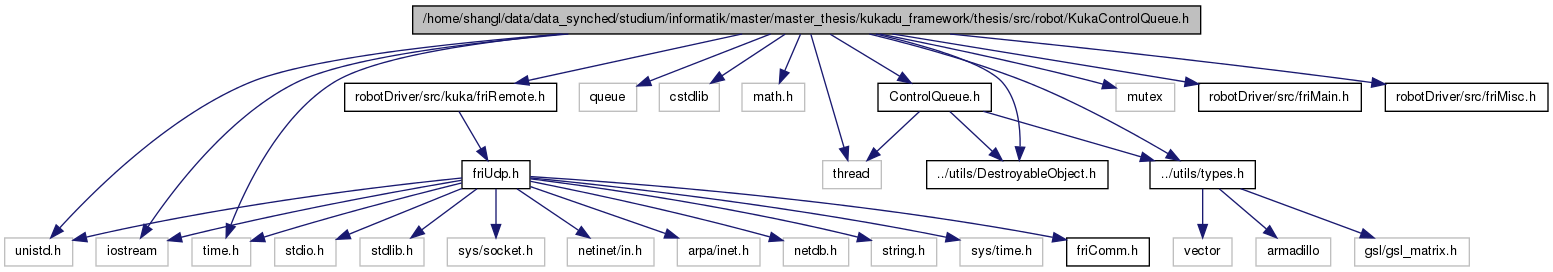 /home/shangl/data/data_synched/studium/informatik/master/master_thesis/kukadu_framework/thesis/src/robot/KukaControlQueue.h
robotDriver/src/kuka/friRemote.h
queue
cstdlib
math.h
ControlQueue.h
mutex
robotDriver/src/friMain.h
robotDriver/src/friMisc.h
friUdp.h
thread
../utils/DestroyableObject.h
../utils/types.h
unistd.h
iostream
time.h
stdio.h
stdlib.h
sys/socket.h
netinet/in.h
arpa/inet.h
netdb.h
string.h
sys/time.h
friComm.h
vector
armadillo
gsl/gsl_matrix.h